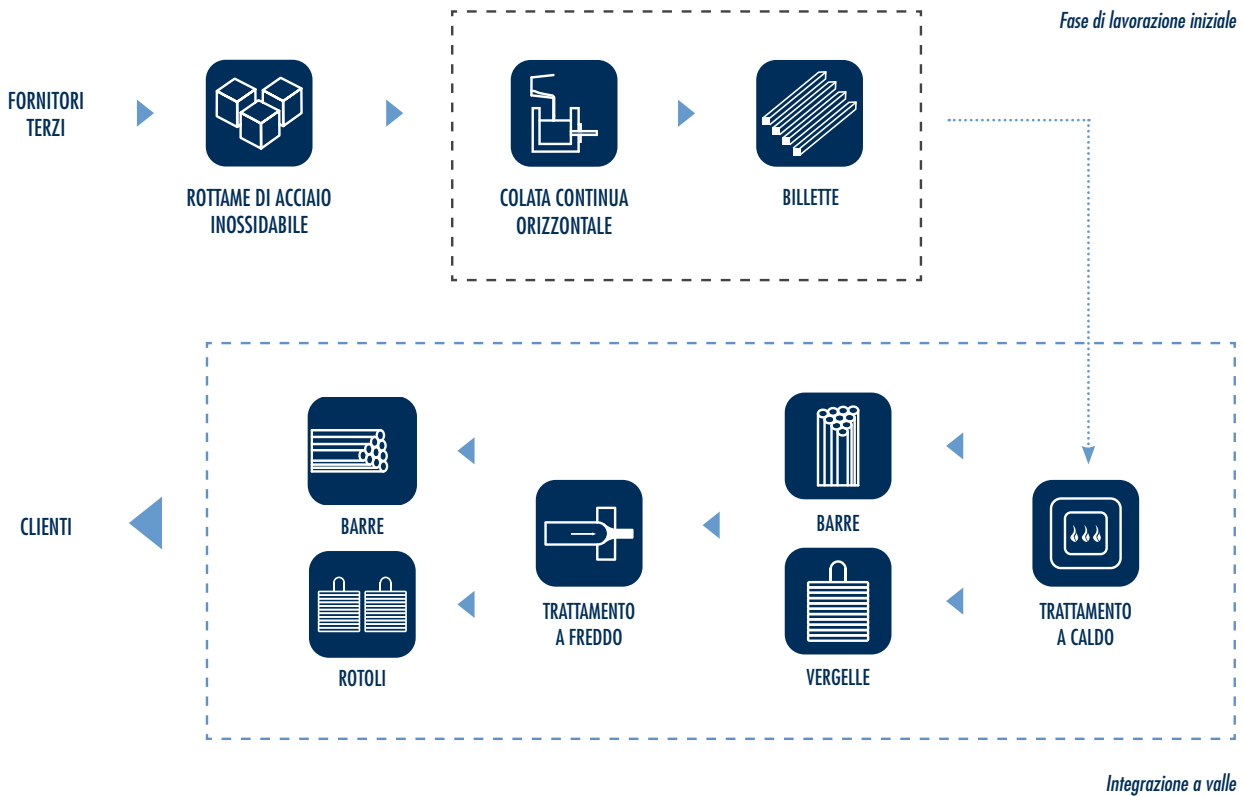 Fase di lavorazione iniziale
FORNITORI
TERZI
ROTTAME DI ACCIAIO
INOSSIDABILE
COLATA CONTINUA
ORIZZONTALE
BILLETTE
CLIENTI
BARRE
ROTOLI
TRATTAMENTO
A FREDDO
BARRE
VERGELLE
TRATTAMENTO
A CALDO
Integrazione a valle